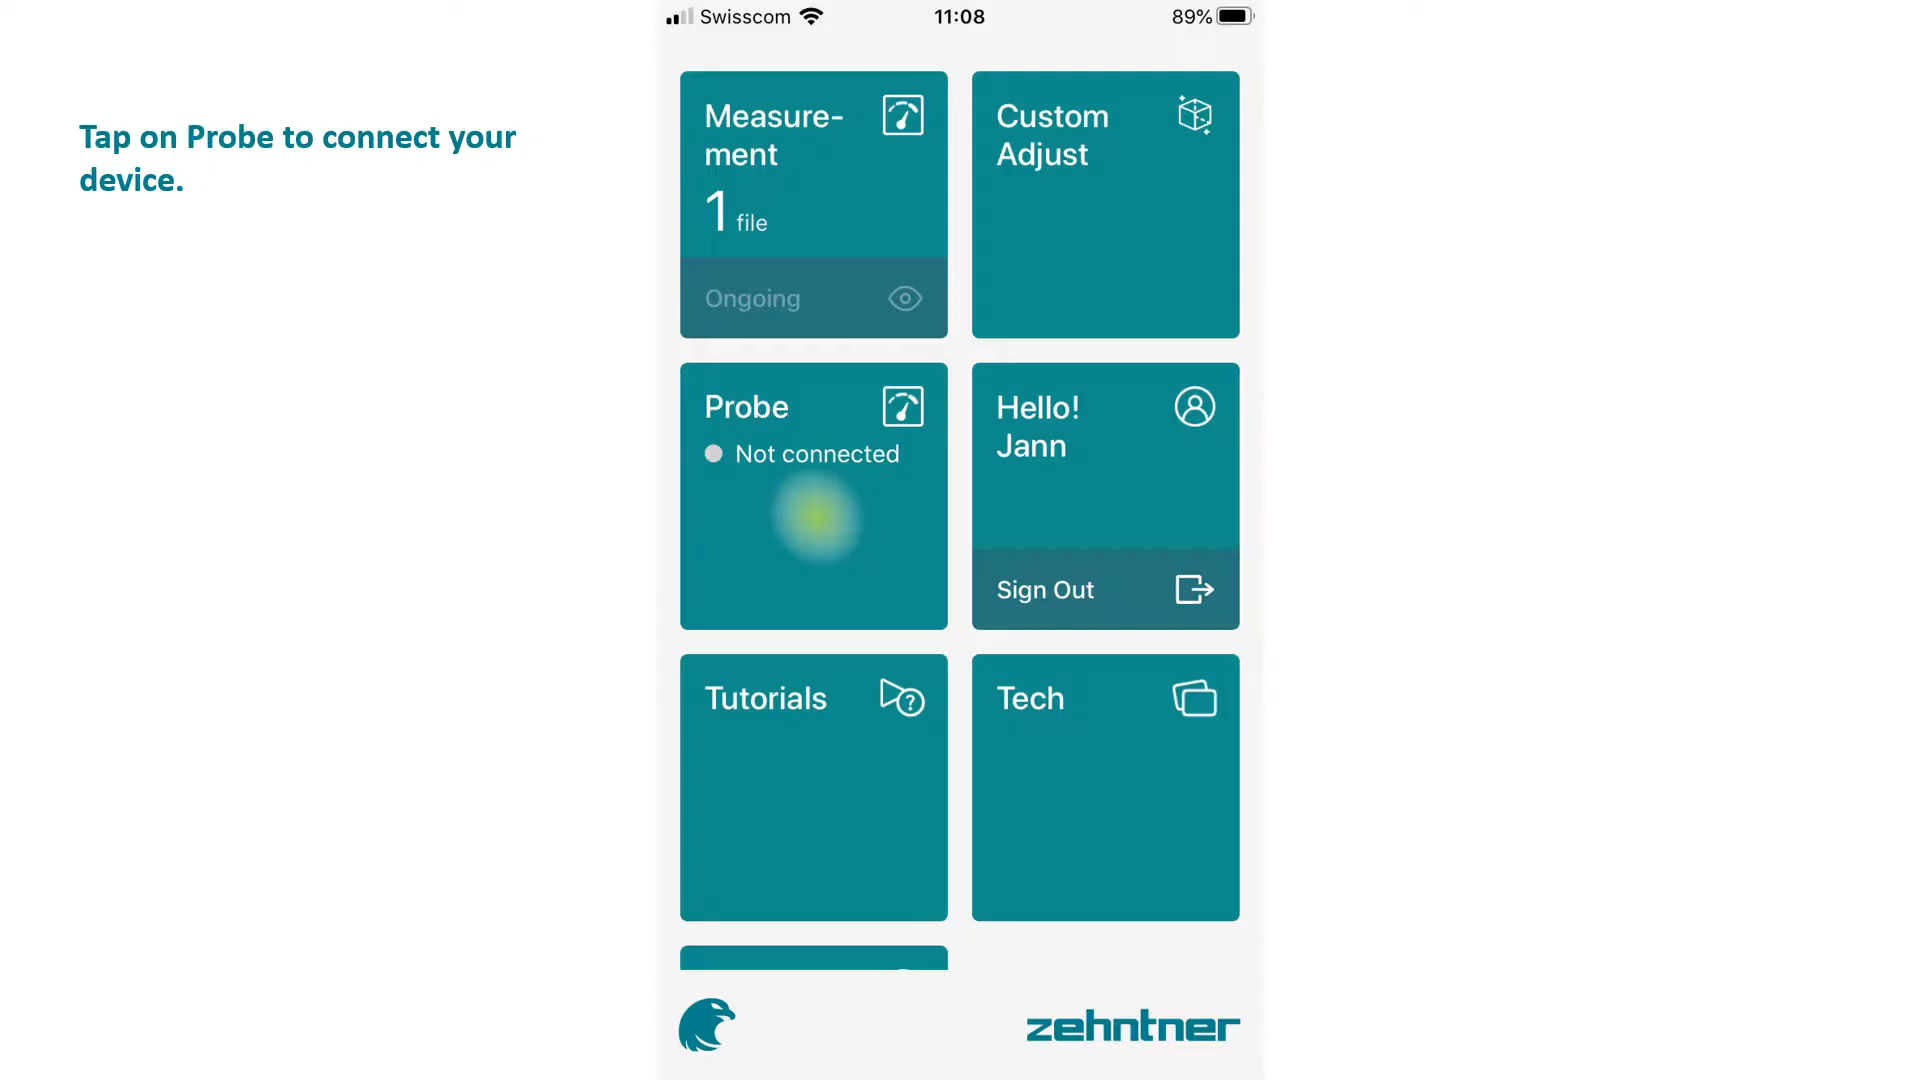 Swisscom 11:08 89%
Tap on Probe to connect your
device.
Measure-
ment
1 file
Ongoing
Custom
Adjust
Probe
Not connected
Hello!
Jann
Sign Out
Tutorials
?
Tech
zehntner